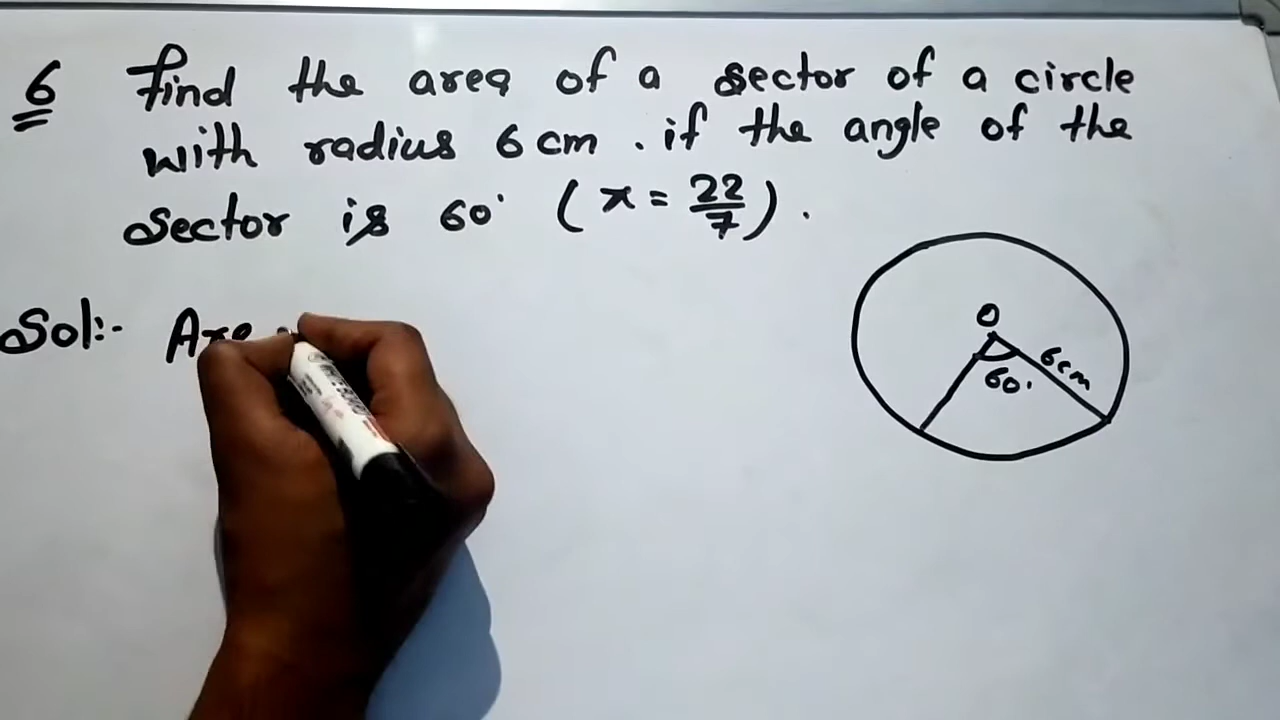 6 Find the area of a sector of a circle
with radius 6 cm . if the angle of the
sector is 60° ( π = 22/7 ) .
Sol:- Are
O
6cm
60°